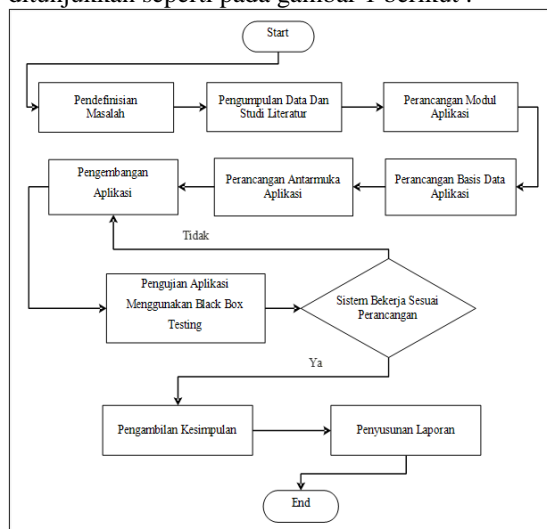 ditunjukkan seperti pada gambar 1 berikut :
Start
Pendefinisian
Masalah
Pengumpulan Data Dan
Studi Literatur
Perancangan Modul
Aplikasi
Pengembangan
Aplikasi
Perancangan Antarmuka
Aplikasi
Perancangan Basis Data
Aplikasi
Tidak
Pengujian Aplikasi
Menggunakan Black Box
Testing
Sistem Bekerja Sesuai
Perancangan
Ya
Pengambilan Kesimpulan
Penyusunan Laporan
End